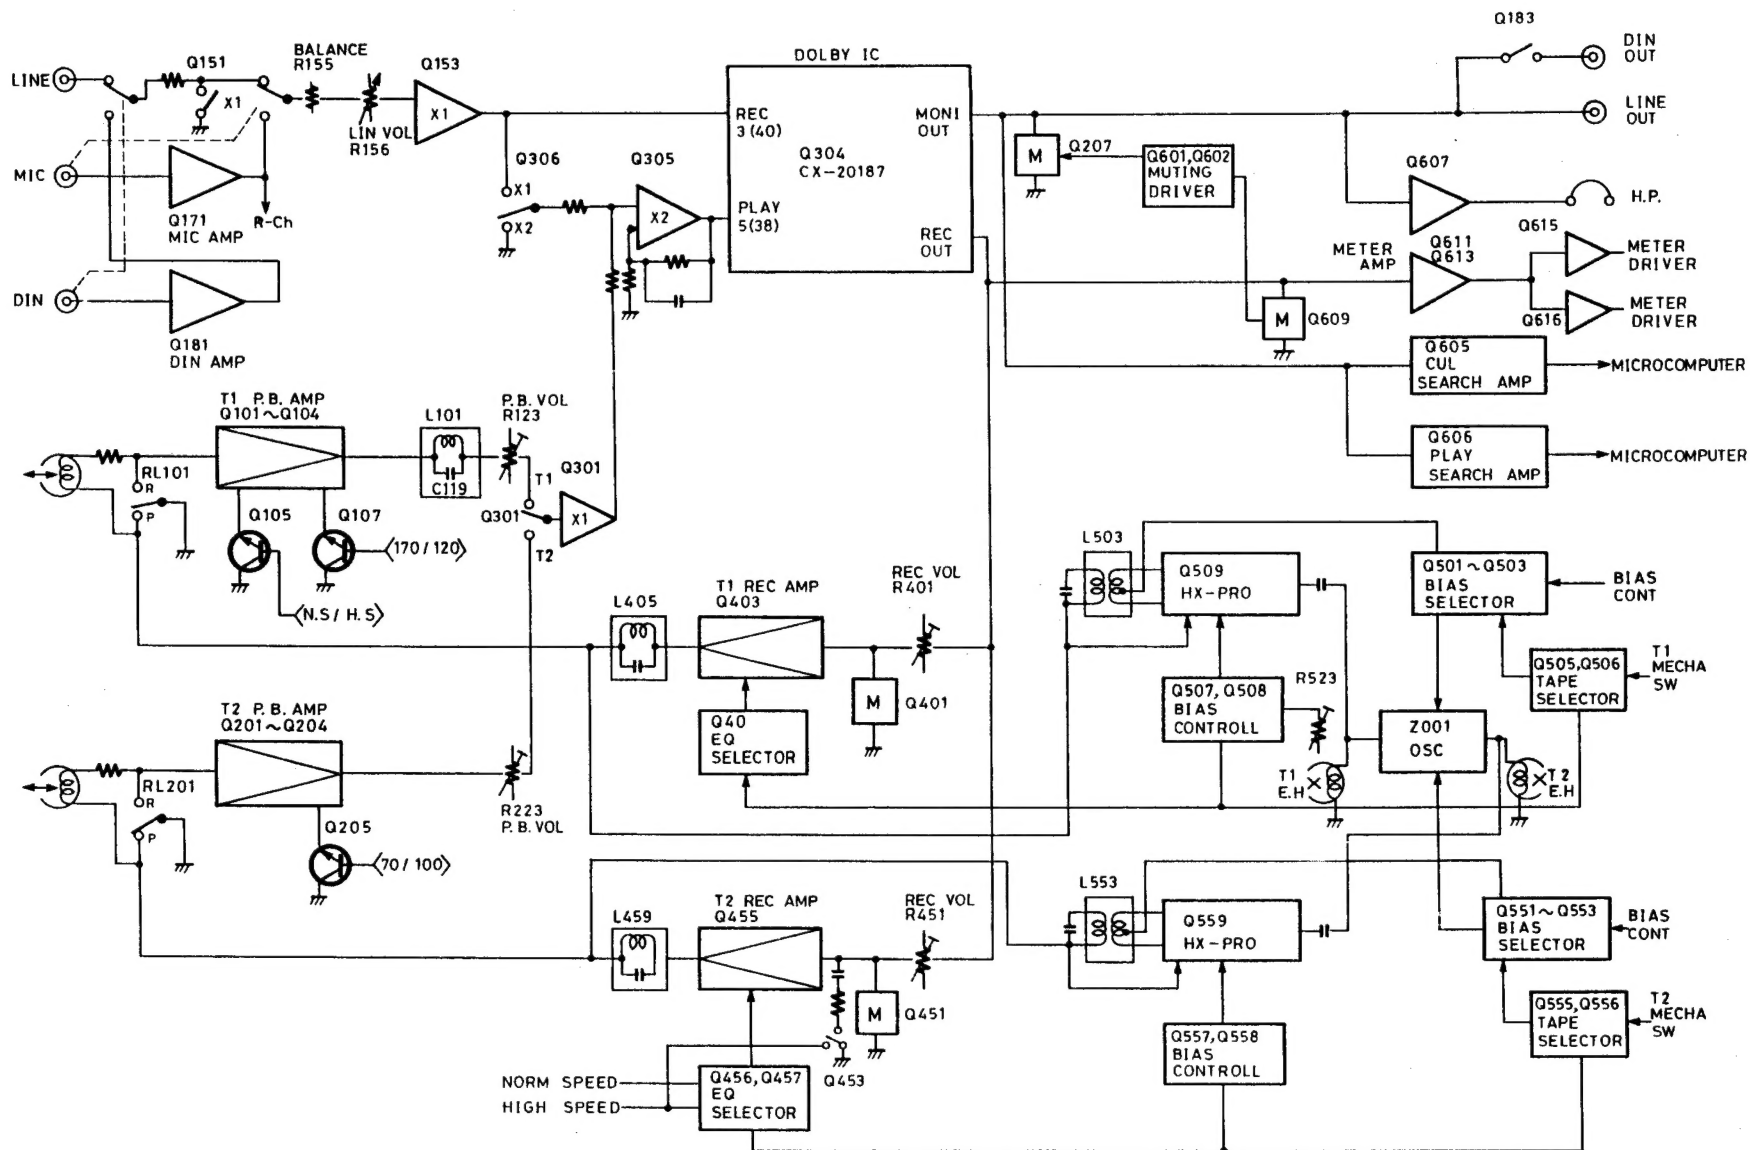 Q183
DIN
OUT
LINE
OUT
DOLBY IC
BALANCE
R155
Q151
Q153
LINE
X1
X1
LIN VOL
R156
REC
3(40)
MONI
OUT
Q304
CX-20187
PLAY
5(38)
REC
OUT
Q306
X1
X2
Q305
X2
M
Q207
Q601,Q602
MUTING
DRIVER
Q607
H.P.
MIC
Q171
MIC AMP
R-Ch
METER
AMP
Q611
Q613
Q615
METER
DRIVER
DIN
Q181
DIN AMP
M
Q609
Q616
METER
DRIVER
Q605
CUL
SEARCH AMP
MICROCOMPUTER
Q606
PLAY
SEARCH AMP
MICROCOMPUTER
T1 P.B. AMP
Q101~Q104
L101
C119
P.B. VOL
R123
RL101
R
P
T1
Q301
Q301
X1
T2
Q105
Q107
<170/120>
<N.S/H.S>
L405
T1 REC AMP
Q403
REC VOL
R401
L503
Q509
HX-PRO
Q501~Q503
BIAS
SELECTOR
BIAS
CONT
Q505,Q506
TAPE
SELECTOR
T1
MECHA
SW
M
Q401
Q40
EQ
SELECTOR
Q507,Q508
BIAS
CONTROLL
R523
Z001
OSC
T1
E.H
T2
E.H
T2 P.B. AMP
Q201~Q204
RL201
R
P
R223
P.B. VOL
Q205
<70/100>
L459
T2 REC AMP
Q455
REC VOL
R451
L553
Q559
HX-PRO
Q551~Q553
BIAS
SELECTOR
BIAS
CONT
M
Q451
Q453
Q555,Q556
TAPE
SELECTOR
T2
MECHA
SW
Q557,Q558
BIAS
CONTROLL
NORM SPEED
HIGH SPEED
Q456,Q457
EQ
SELECTOR